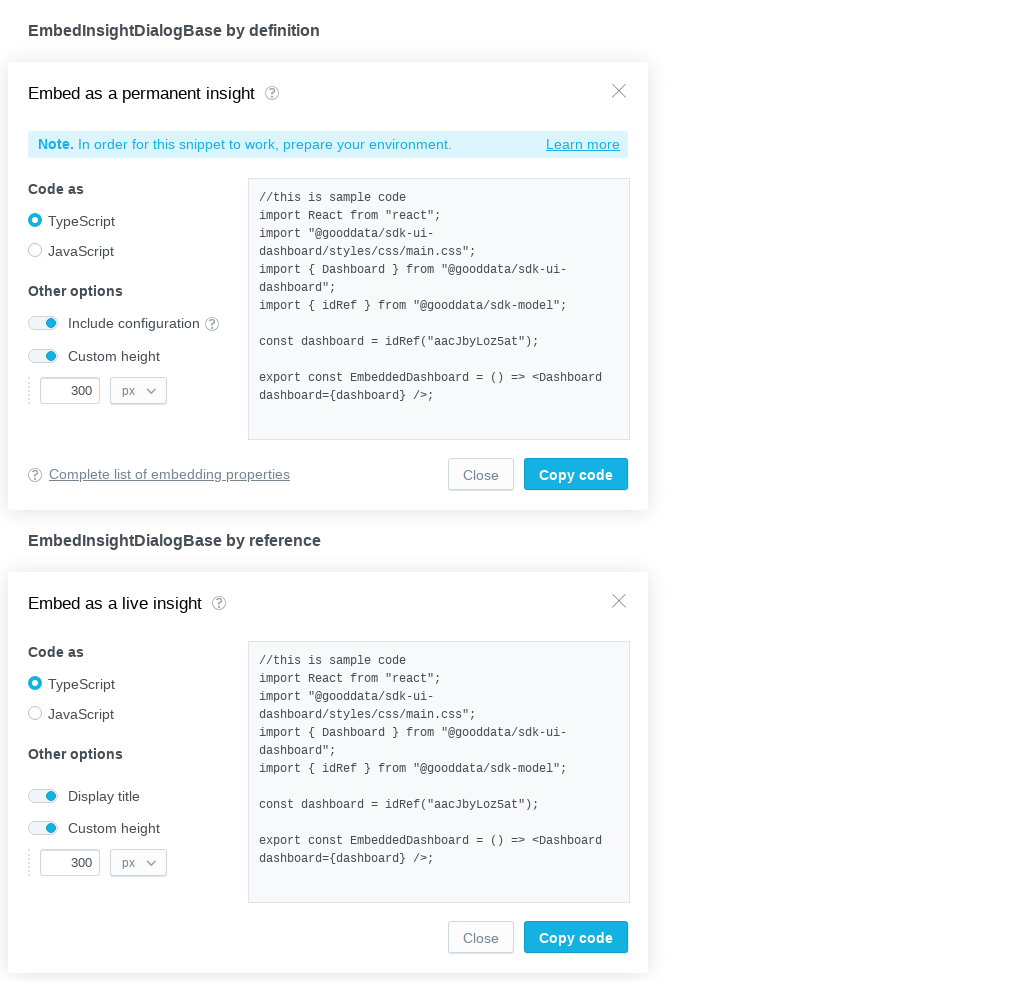 EmbedInsightDialogBase by definition
Embed as a permanent insight
Note. In order for this snippet to work, prepare your environment. Learn more
Code as
TypeScript
JavaScript
Other options
Include configuration
Custom height
300 px
//this is sample code
import React from "react";
import "@gooddata/sdk-ui-
dashboard/styles/css/main.css";
import { Dashboard } from "@gooddata/sdk-ui-
dashboard";
import { idRef } from "@gooddata/sdk-model";
const dashboard = idRef("aacJbyLoz5at");
export const EmbeddedDashboard = () => <Dashboard
dashboard={dashboard} />;
Complete list of embedding properties
Close
Copy code
EmbedInsightDialogBase by reference
Embed as a live insight
Code as
TypeScript
JavaScript
Other options
Display title
Custom height
300 px
//this is sample code
import React from "react";
import "@gooddata/sdk-ui-
dashboard/styles/css/main.css";
import { Dashboard } from "@gooddata/sdk-ui-
dashboard";
import { idRef } from "@gooddata/sdk-model";
const dashboard = idRef("aacJbyLoz5at");
export const EmbeddedDashboard = () => <Dashboard
dashboard={dashboard} />;
Close
Copy code